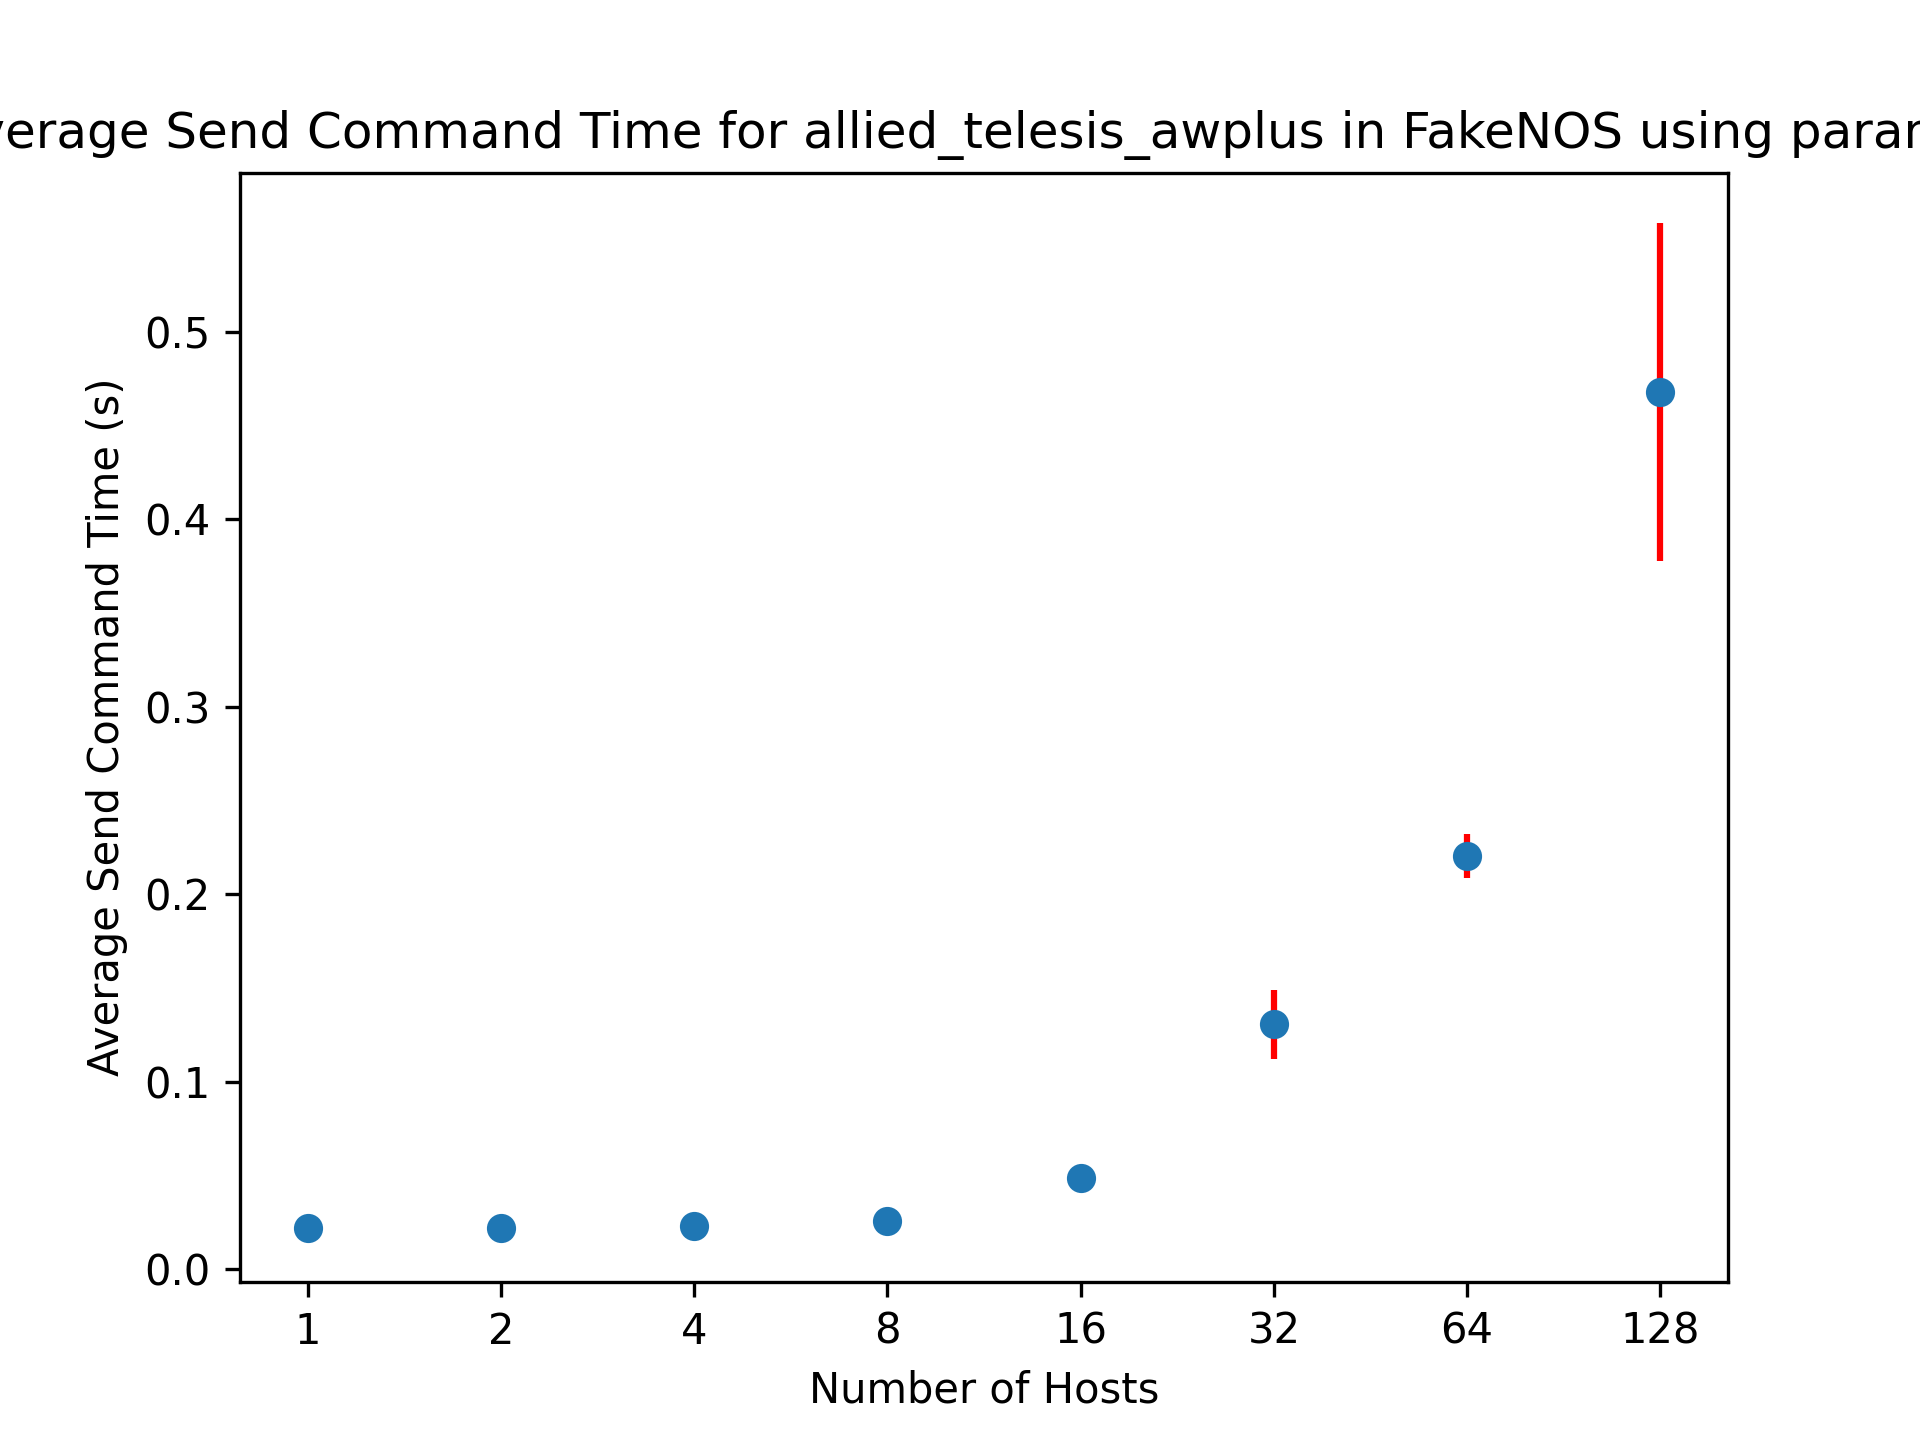 verage Send Command Time for allied_telesis_awplus in FakeNOS using param
Average Send Command Time (s)
0.5
0.4
0.3
0.2
0.1
0.0
1 2 4 8 16 32 64 128
Number of Hosts